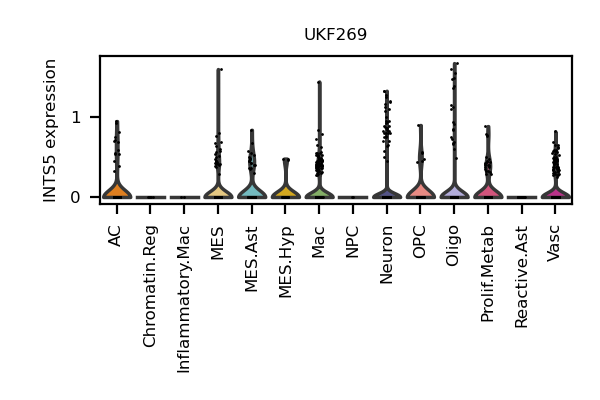 UKF269
INTS5 expression
1
0
AC
Chromatin.Reg
Inflammatory.Mac
MES
MES.Ast
MES.Hyp
Mac
NPC
Neuron
OPC
Oligo
Prolif.Metab
Reactive.Ast
Vasc